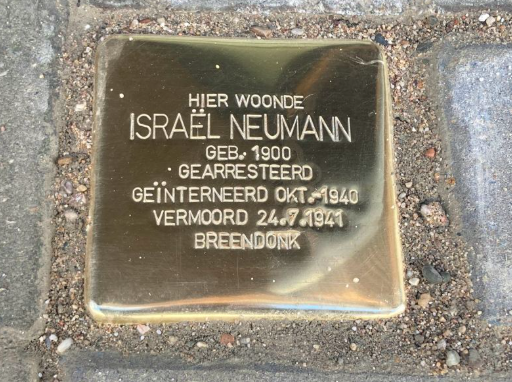 HIER WOONDE
ISRAËL NEUMANN
GEB. 1900
GEARRESTEERD
GEÏNTERNEERD OKT. 1940
VERMOORD 24.7.1941
BREENDONK